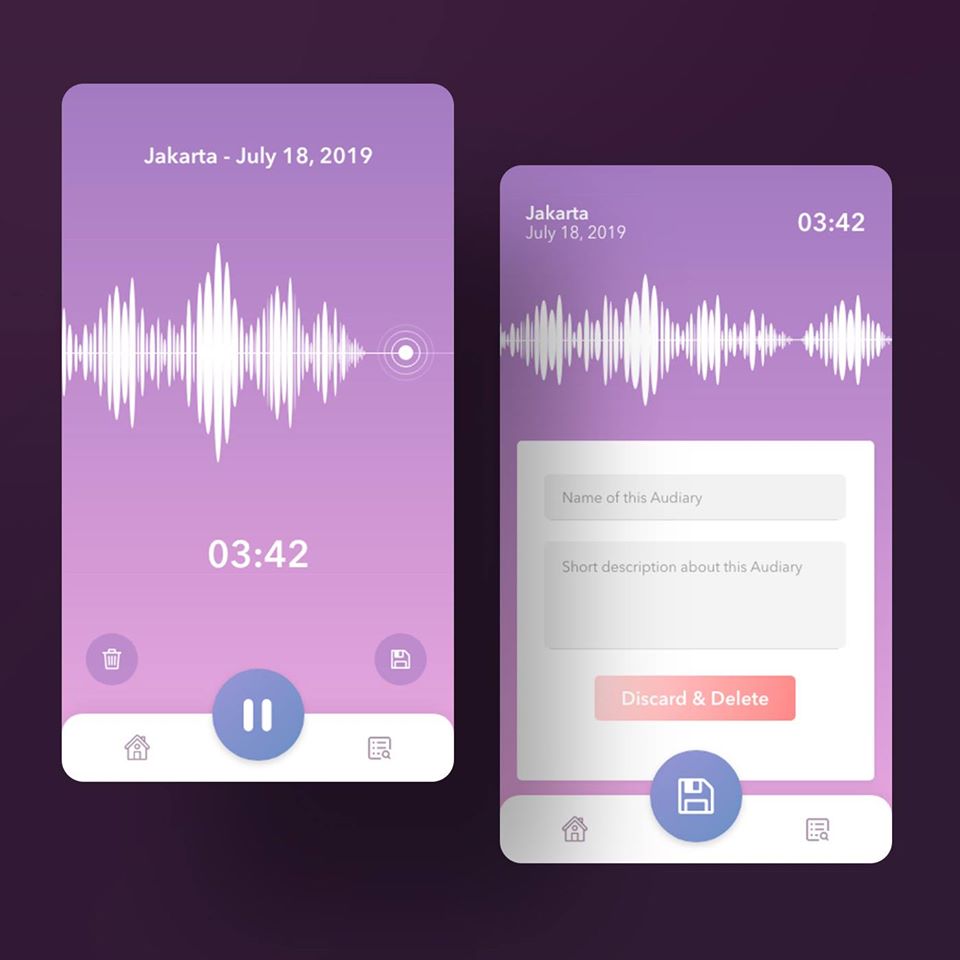 Jakarta - July 18, 2019
03:42
Jakarta
July 18, 2019
03:42
Name of this Audiary
Short description about this Audiary
Discard & Delete